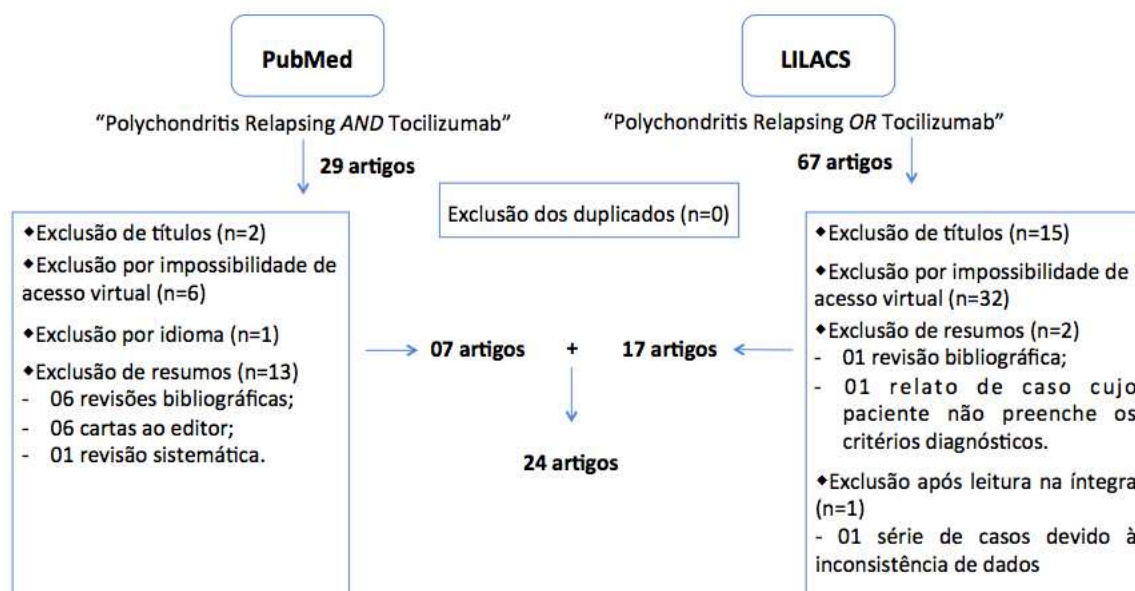 PubMed
LILACS
“Polychondritis Relapsing AND Tocilizumab”
“Polychondritis Relapsing OR Tocilizumab”
29 artigos
67 artigos
Exclusão dos duplicados (n=0)
◆Exclusão de títulos (n=2)
◆Exclusão por impossibilidade de
acesso virtual (n=6)
◆Exclusão por idioma (n=1)
◆Exclusão de resumos (n=13)
- 06 revisões bibliográficas;
- 06 cartas ao editor;
- 01 revisão sistemática.
07 artigos + 17 artigos
24 artigos
◆Exclusão de títulos (n=15)
◆Exclusão por impossibilidade de
acesso virtual (n=32)
◆Exclusão de resumos (n=2)
- 01 revisão bibliográfica;
- 01 relato de caso cujo
paciente não preenche os
critérios diagnósticos.
◆Exclusão após leitura na íntegra
(n=1)
- 01 série de casos devido à
inconsistência de dados